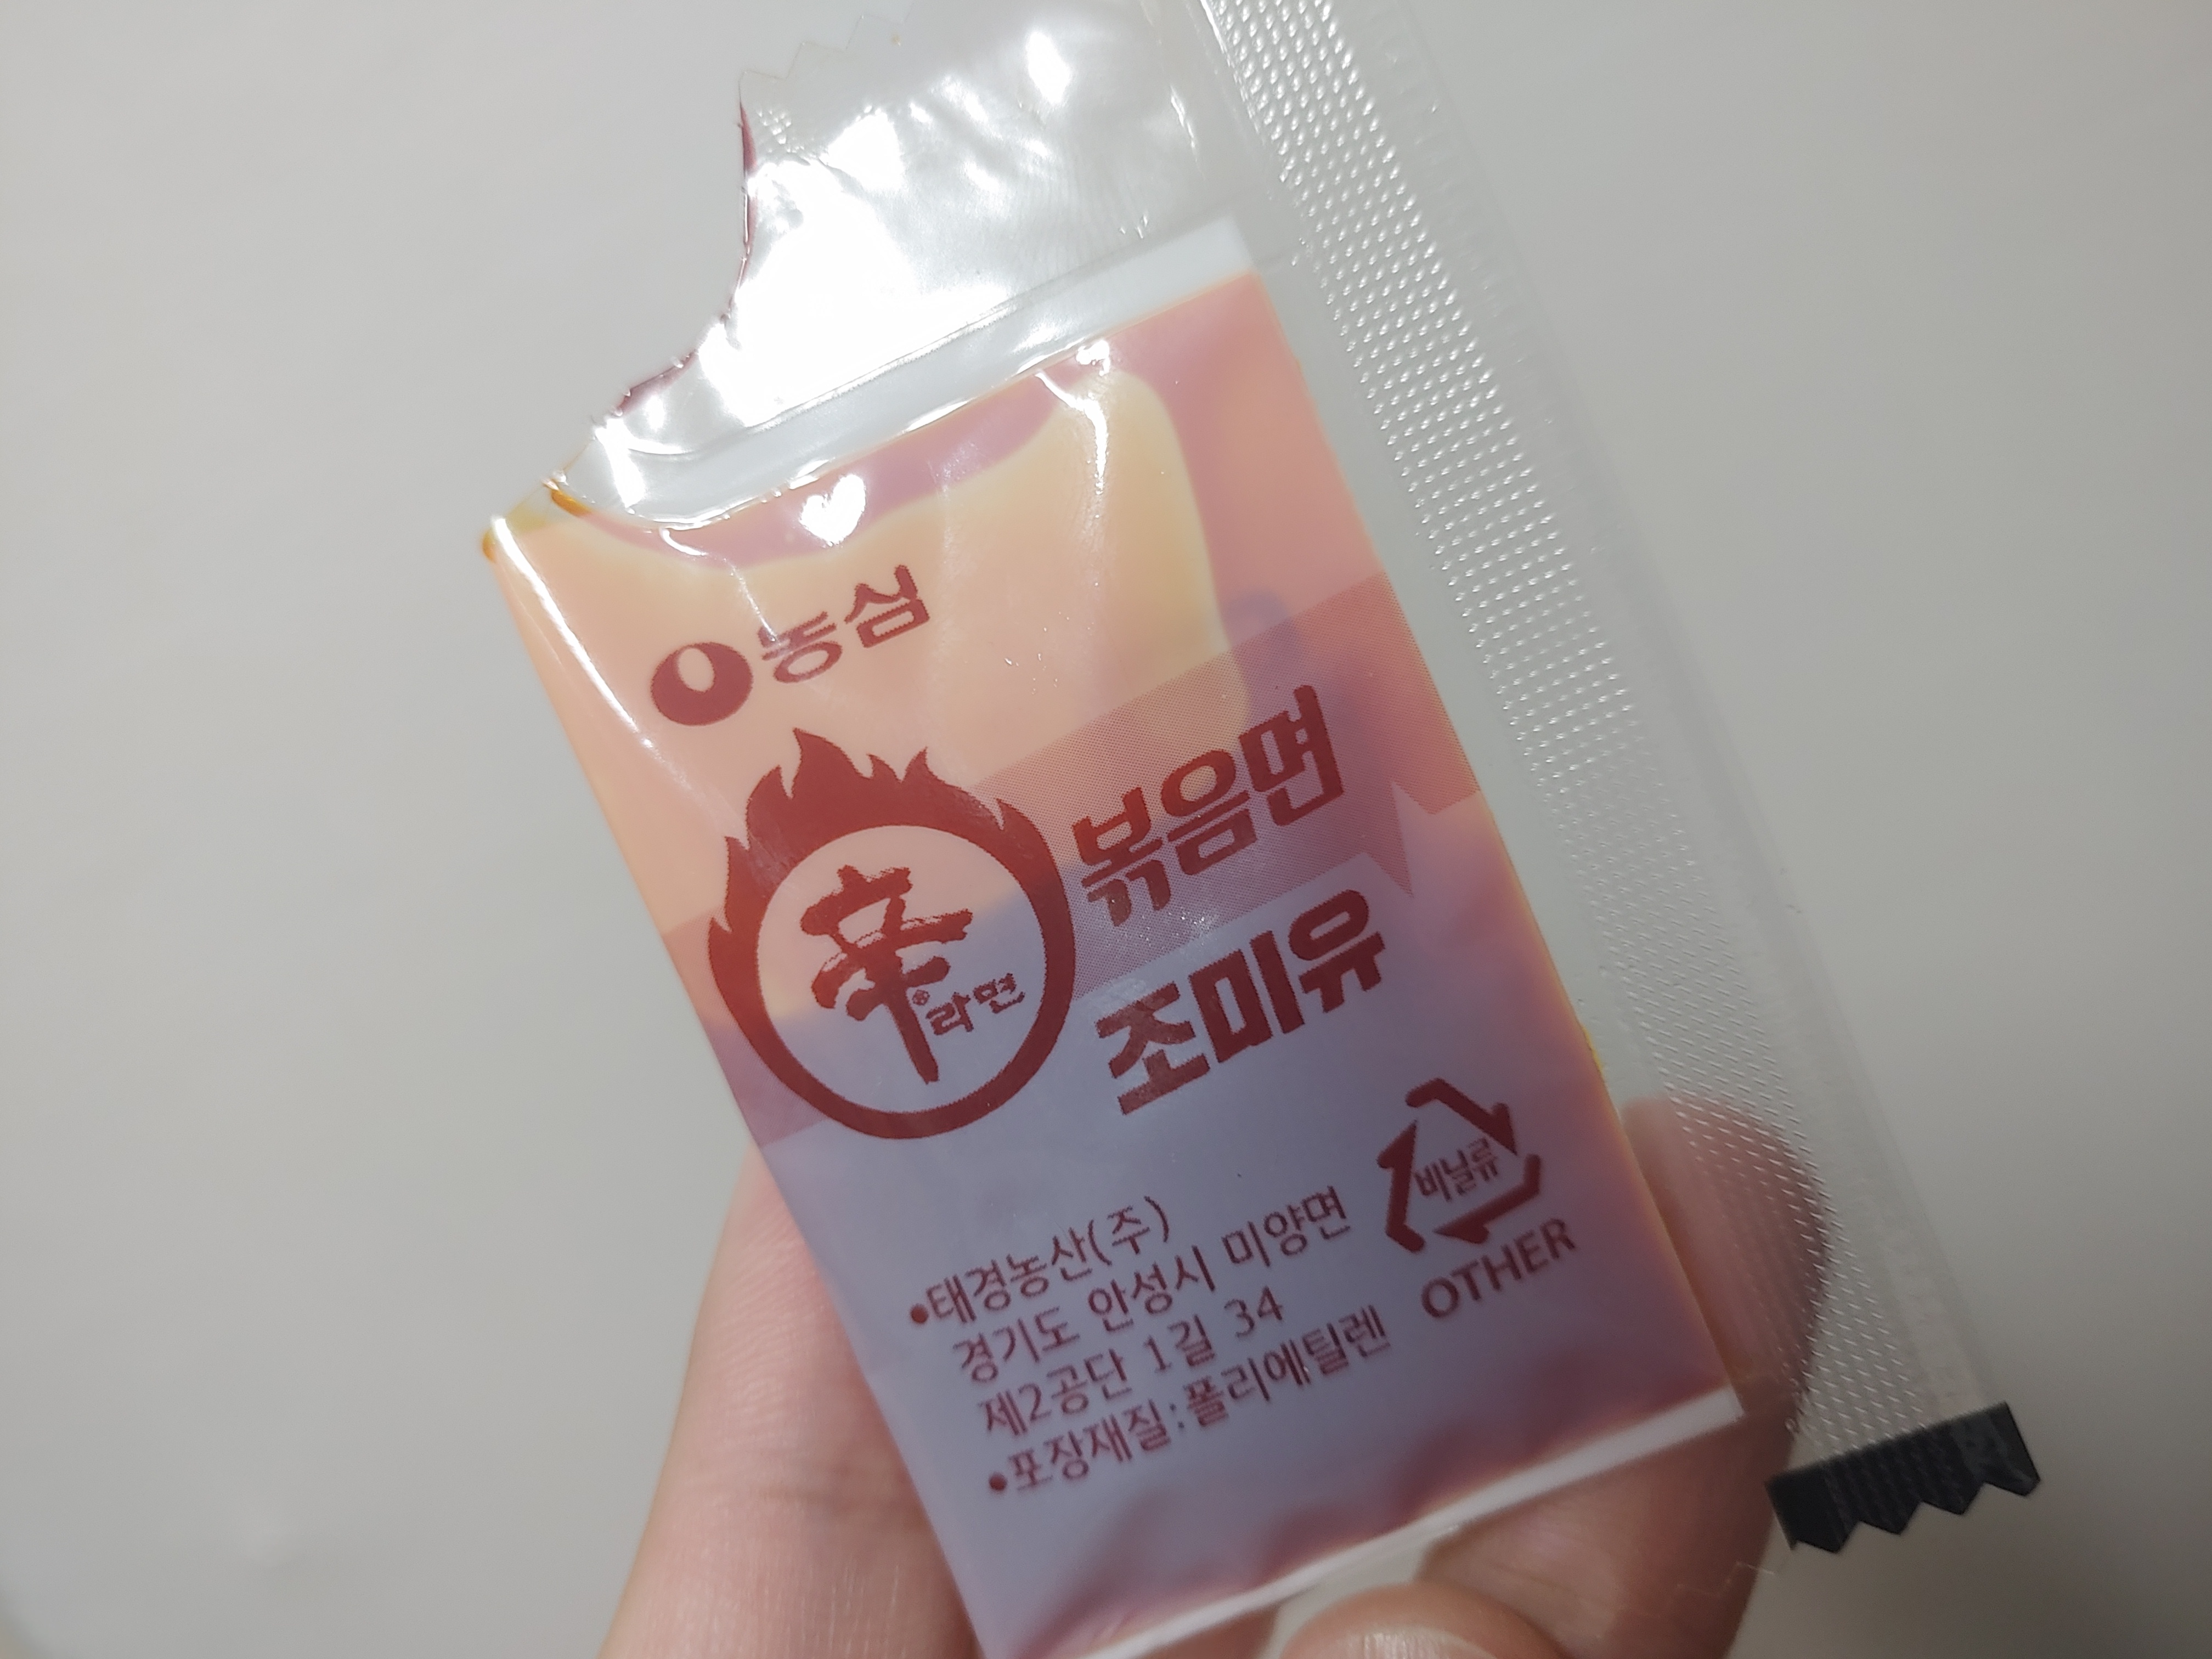 농심
볶음면
辛라면
조미유
비닐류
OTHER
•태경농산(주)
경기도 안성시 미양면
제2공단 1길 34
•포장재질:폴리에틸렌